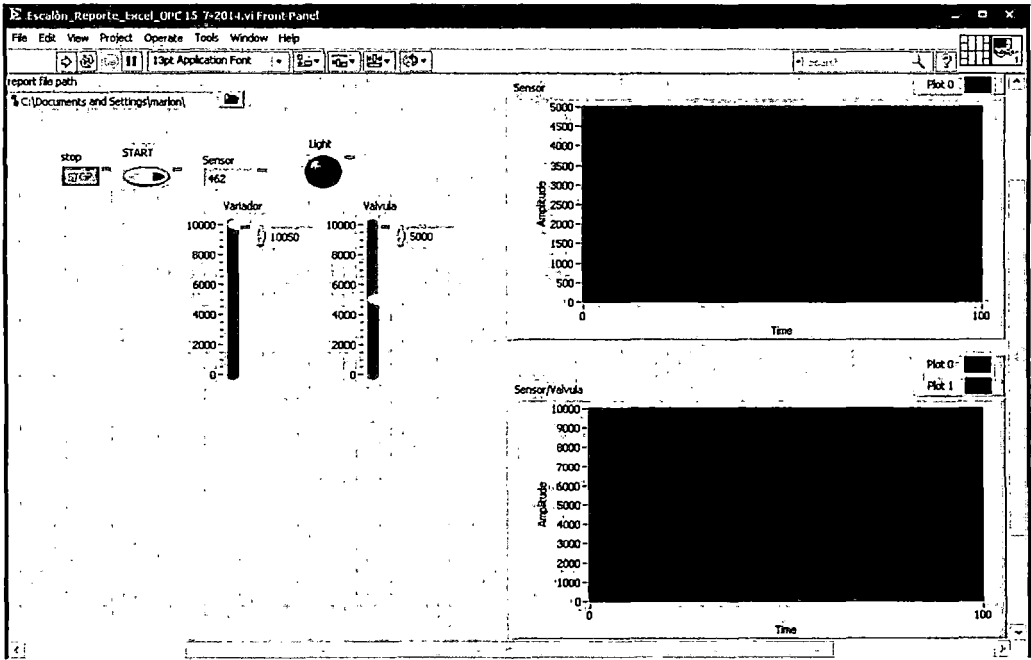 Escalòn_Reporte_Excel_OPC 15-7-2014.vi Front Panel
File Edit View Project Operate Tools Window Help
13pt Application Font
Search
report file path
C:\Documents and Settings\marlon\
stop
START
Sensor
Light
STOP
462
Variador
Valvula
10000
8000
6000
4000
2000
0
10050
10000
8000
6000
4000
2000
0
5000
Sensor
Plot 0
5000
4500
4000
3500
3000
2500
2000
1500
1000
500
0
Amplitude
0
100
Time
Sensor/Valvula
Plot 0
Plot 1
10000
9000
8000
7000
6000
5000
4000
3000
2000
1000
0
Amplitude
0
100
Time